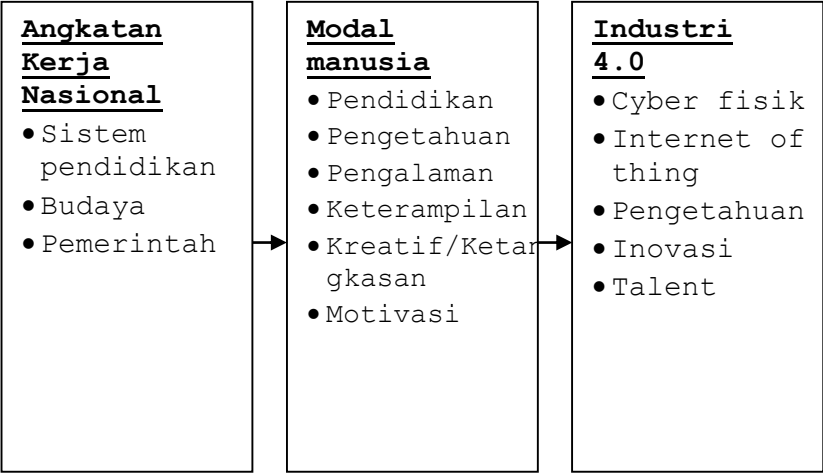 Angkatan
Kerja
Nasional
• Sistem
pendidikan
• Budaya
• Pemerintah
Modal
manusia
• Pendidikan
• Pengetahuan
• Pengalaman
• Keterampilan
• Kreatif/Ketan
gkasan
• Motivasi
Industri
4.0
• Cyber fisik
• Internet of
thing
• Pengetahuan
• Inovasi
• Talent